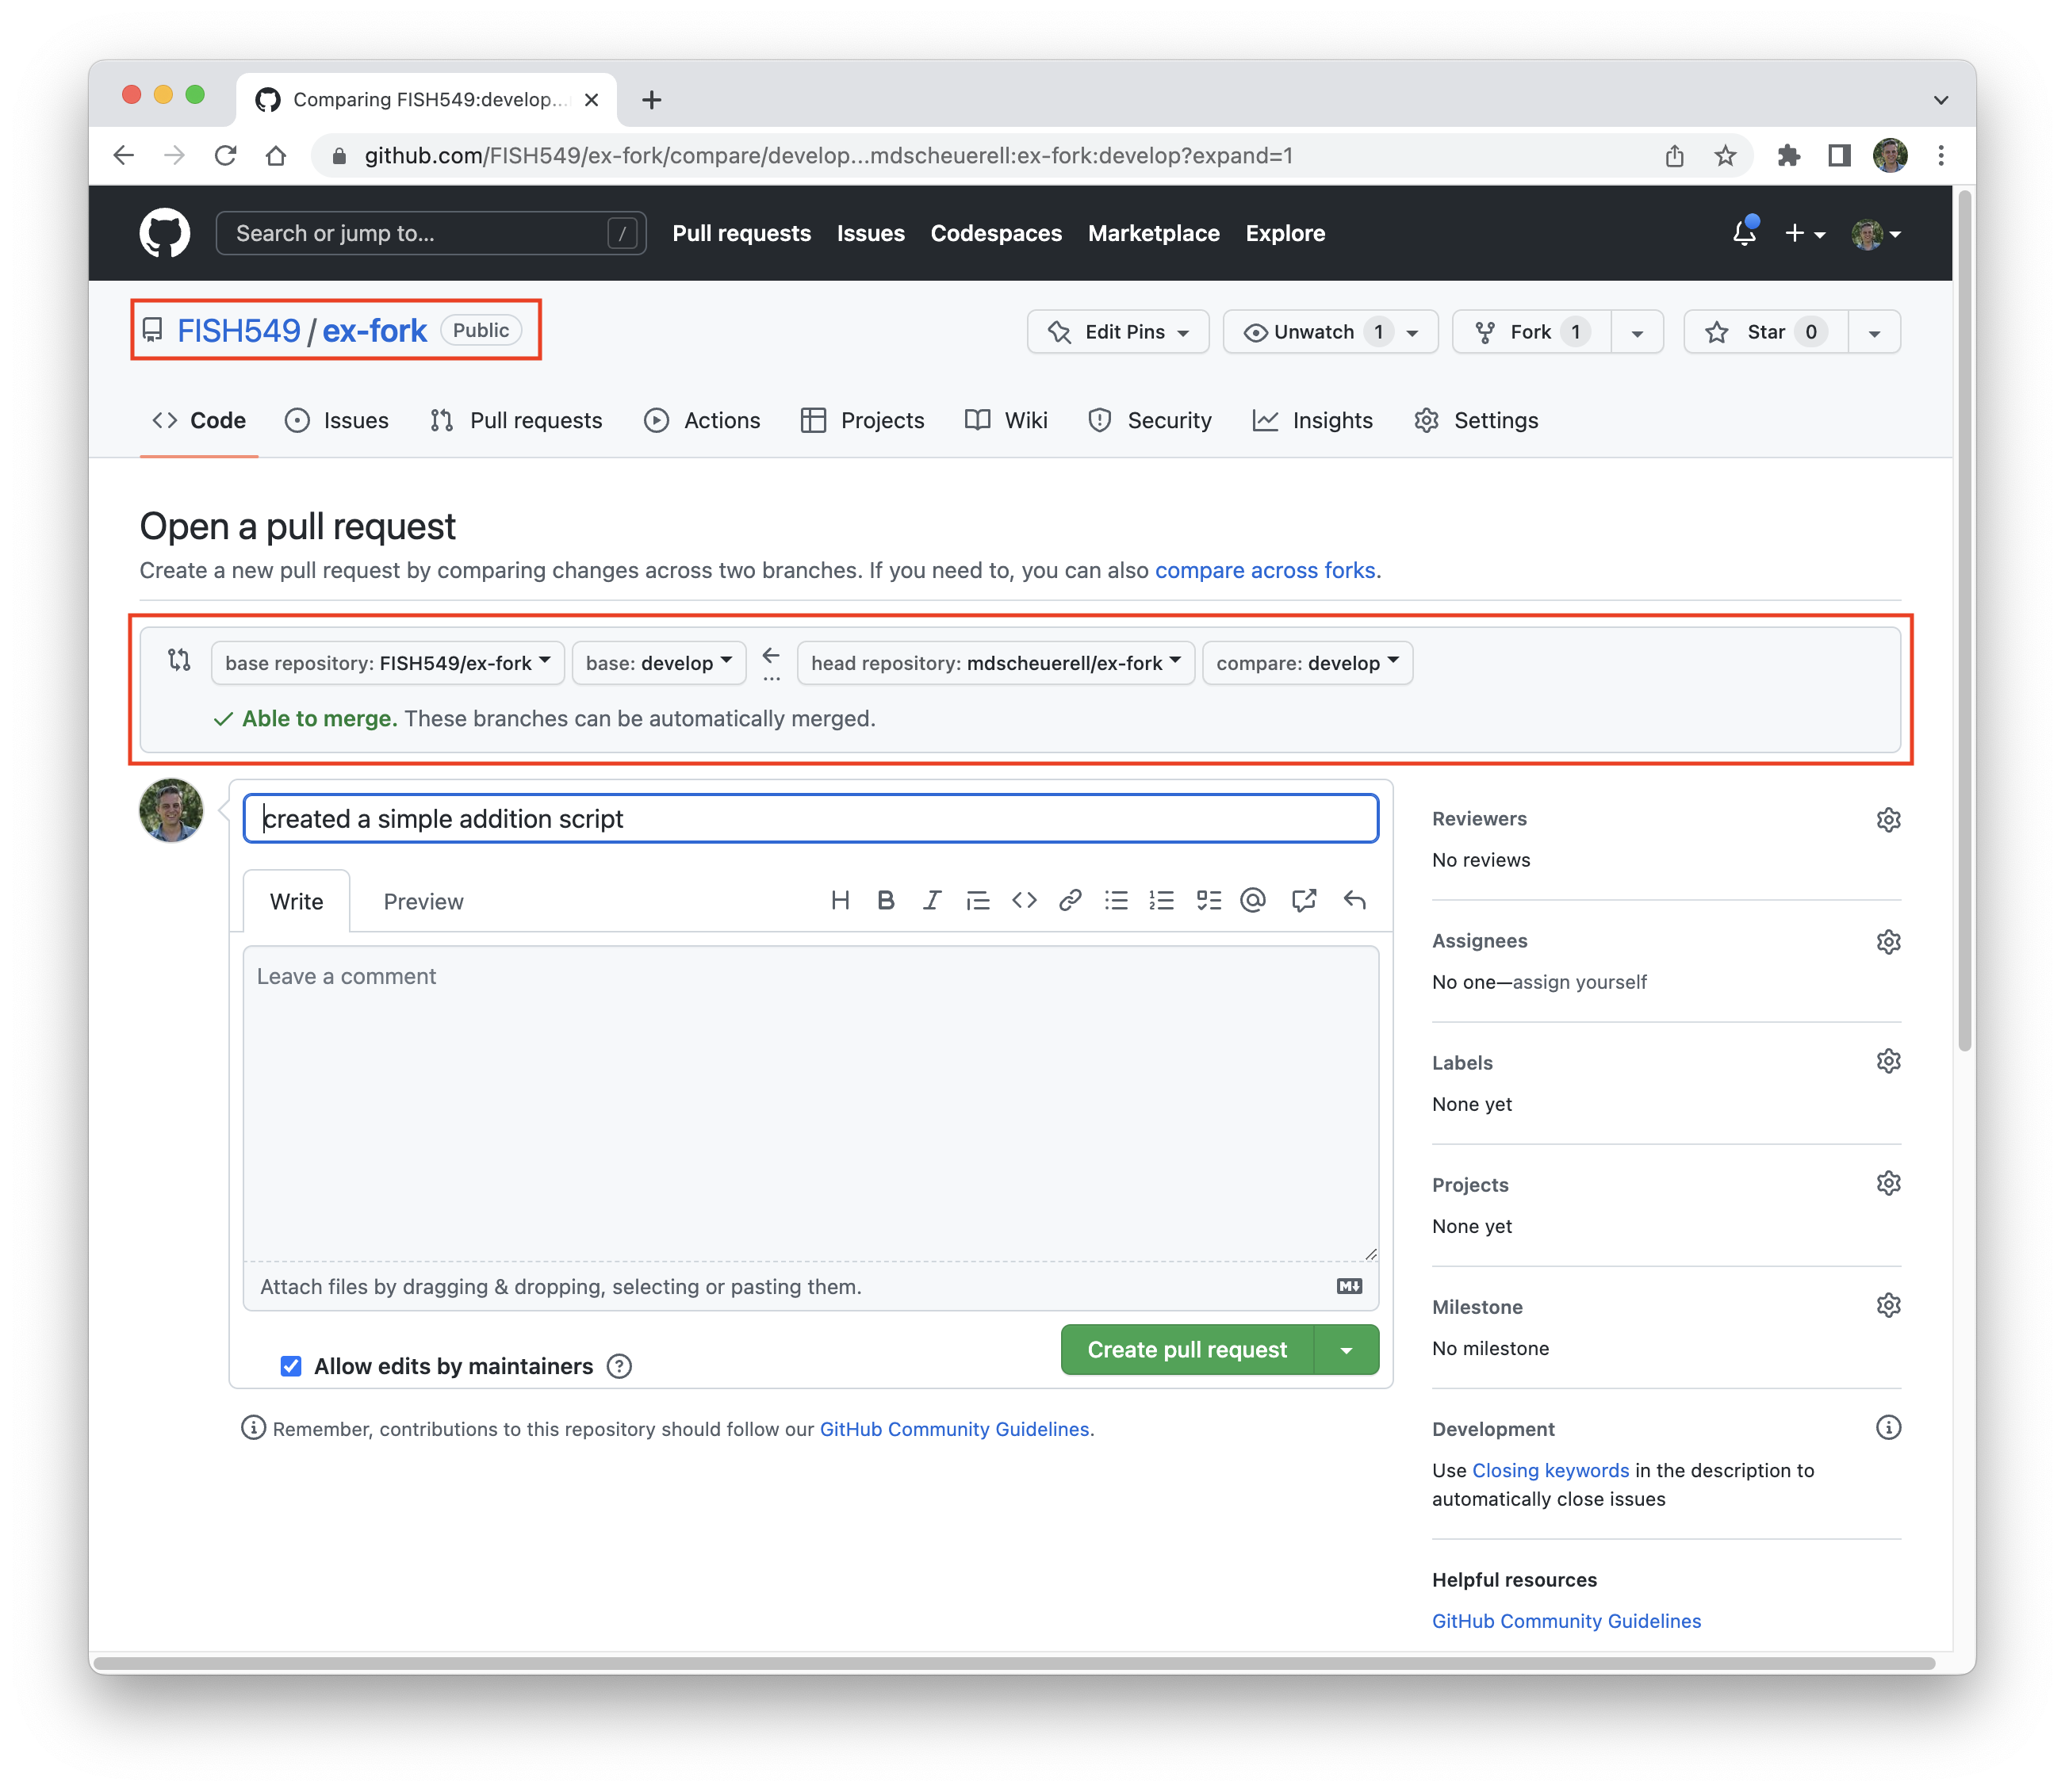 Comparing FISH549:develop...
github.com/FISH549/ex-fork/compare/develop...mdscheuerell:ex-fork:develop?expand=1
Search or jump to... /
Pull requests Issues Codespaces Marketplace Explore
FISH549 / ex-fork Public
Edit Pins Unwatch 1 Fork 1 Star 0
Code Issues Pull requests Actions Projects Wiki Security Insights Settings
Open a pull request
Create a new pull request by comparing changes across two branches. If you need to, you can also compare across forks.
base repository: FISH549/ex-fork base: develop ... head repository: mdscheuerell/ex-fork compare: develop
Able to merge. These branches can be automatically merged.
created a simple addition script
Write Preview
Leave a comment
Attach files by dragging & dropping, selecting or pasting them.
Allow edits by maintainers
Create pull request
Remember, contributions to this repository should follow our GitHub Community Guidelines.
Reviewers
No reviews
Assignees
No one—assign yourself
Labels
None yet
Projects
None yet
Milestone
No milestone
Development
Use Closing keywords in the description to
automatically close issues
Helpful resources
GitHub Community Guidelines